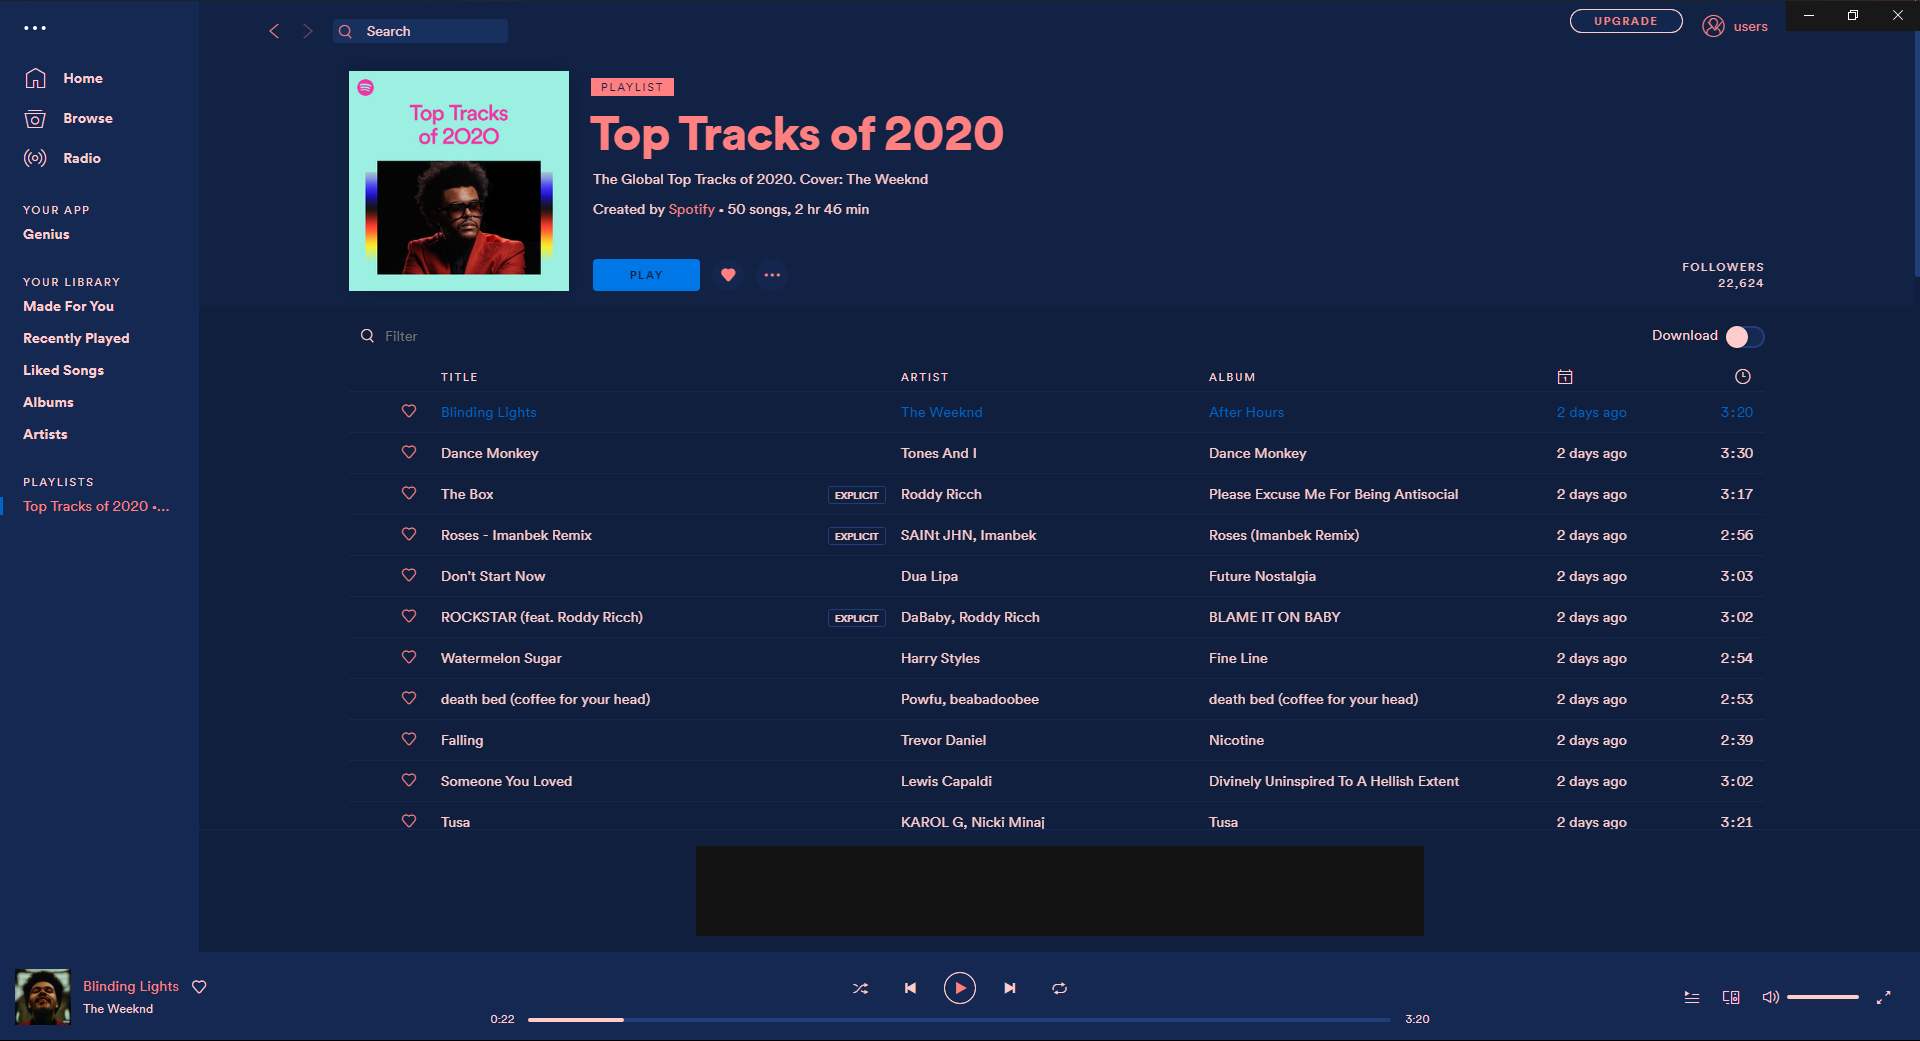 Search
UPGRADE
users
Home
Browse
Radio
YOUR APP
Genius
YOUR LIBRARY
Made For You
Recently Played
Liked Songs
Albums
Artists
PLAYLISTS
Top Tracks of 2020 •...
Top Tracks
of 2020
PLAYLIST
Top Tracks of 2020
The Global Top Tracks of 2020. Cover: The Weeknd
Created by Spotify • 50 songs, 2 hr 46 min
PLAY
FOLLOWERS
22,624
Filter
Download
TITLE ARTIST ALBUM
Blinding Lights The Weeknd After Hours 2 days ago 3:20
Dance Monkey Tones And I Dance Monkey 2 days ago 3:30
The Box EXPLICIT Roddy Ricch Please Excuse Me For Being Antisocial 2 days ago 3:17
Roses - Imanbek Remix EXPLICIT SAINt JHN, Imanbek Roses (Imanbek Remix) 2 days ago 2:56
Don't Start Now Dua Lipa Future Nostalgia 2 days ago 3:03
ROCKSTAR (feat. Roddy Ricch) EXPLICIT DaBaby, Roddy Ricch BLAME IT ON BABY 2 days ago 3:02
Watermelon Sugar Harry Styles Fine Line 2 days ago 2:54
death bed (coffee for your head) Powfu, beabadoobee death bed (coffee for your head) 2 days ago 2:53
Falling Trevor Daniel Nicotine 2 days ago 2:39
Someone You Loved Lewis Capaldi Divinely Uninspired To A Hellish Extent 2 days ago 3:02
Tusa KAROL G, Nicki Minaj Tusa 2 days ago 3:21
Blinding Lights
The Weeknd
0:22 3:20